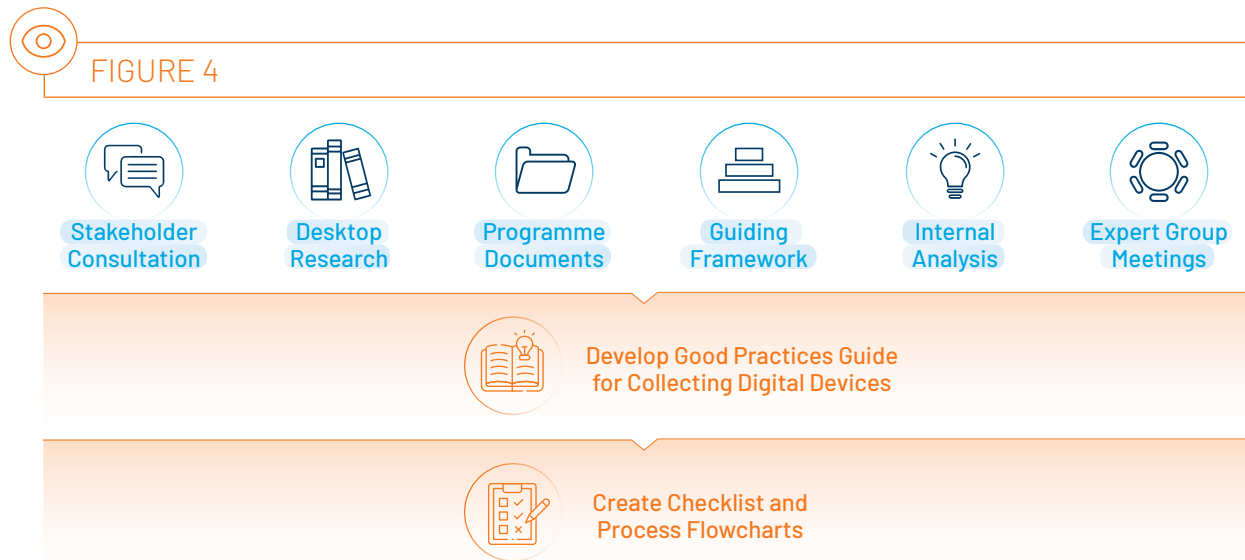 FIGURE 4
Stakeholder
Consultation
Desktop
Research
Programme
Documents
Guiding
Framework
Internal
Analysis
Expert Group
Meetings
Develop Good Practices Guide
for Collecting Digital Devices
Create Checklist and
Process Flowcharts